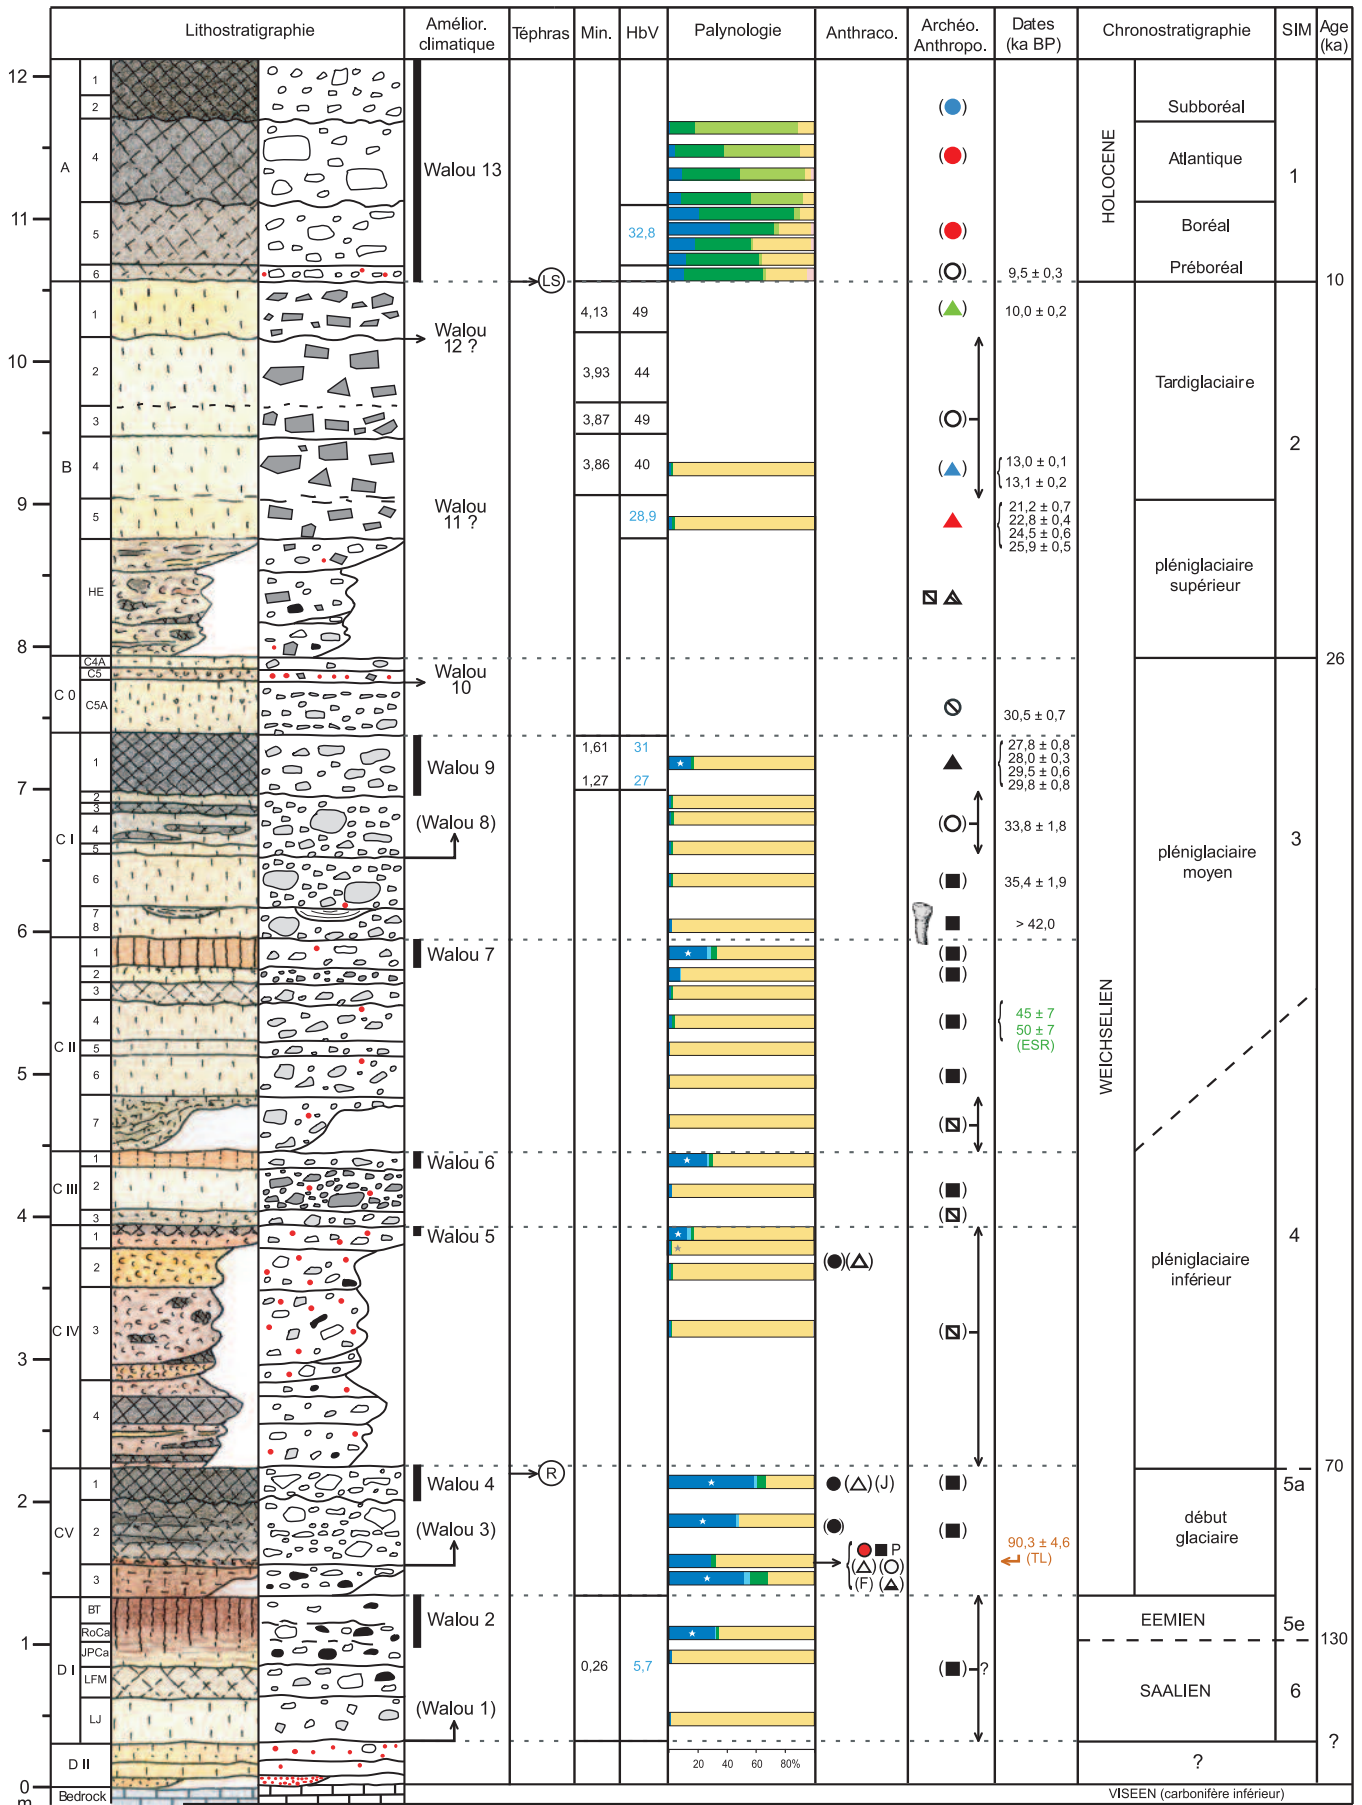 Lithostratigraphie
Amélior. climatique
Téphras
Min.
HbV
Palynologie
Anthraco.
Archéo. Anthropo.
Dates (ka BP)
Chronostratigraphie
SIM
Age (ka)
12
11
10
9
8
7
6
5
4
3
2
1
0
m
A
1
2
4
5
6
B
1
2
3
4
5
HE
C 0
C4A
C5
C5A
C I
1
2
3
4
5
6
7
8
C II
1
2
3
4
5
6
7
C III
1
2
3
C IV
1
2
3
4
CV
1
2
3
D I
BT
RoCa
JPCa
LFM
LJ
D II
Bedrock
Walou 13
Walou 12 ?
Walou 11 ?
Walou 10
Walou 9
(Walou 8)
Walou 7
Walou 6
Walou 5
Walou 4
(Walou 3)
Walou 2
(Walou 1)
LS
R
32,8
4,13 49
3,93 44
3,87 49
3,86 40
28,9
1,61 31
1,27 27
0,26 5,7
20 40 60 80%
( ) ( )
( ) (J)
( )
P
( ) ( )
(F) ( )
?
9,5 ± 0,3
10,0 ± 0,2
13,0 ± 0,1
13,1 ± 0,2
21,2 ± 0,7
22,8 ± 0,4
24,5 ± 0,6
25,9 ± 0,5
30,5 ± 0,7
27,8 ± 0,8
28,0 ± 0,3
29,5 ± 0,6
29,8 ± 0,8
33,8 ± 1,8
35,4 ± 1,9
> 42,0
45 ± 7
50 ± 7
(ESR)
90,3 ± 4,6
(TL)
HOLOCENE
Subboréal
Atlantique
Boréal
Préboréal
WEICHSELIEN
Tardiglaciaire
pléniglaciaire supérieur
pléniglaciaire moyen
pléniglaciaire inférieur
début glaciaire
EEMIEN
SAALIEN
?
VISEEN (carbonifère inférieur)
1
2
3
4
5a
5e
6
10
26
70
130
?